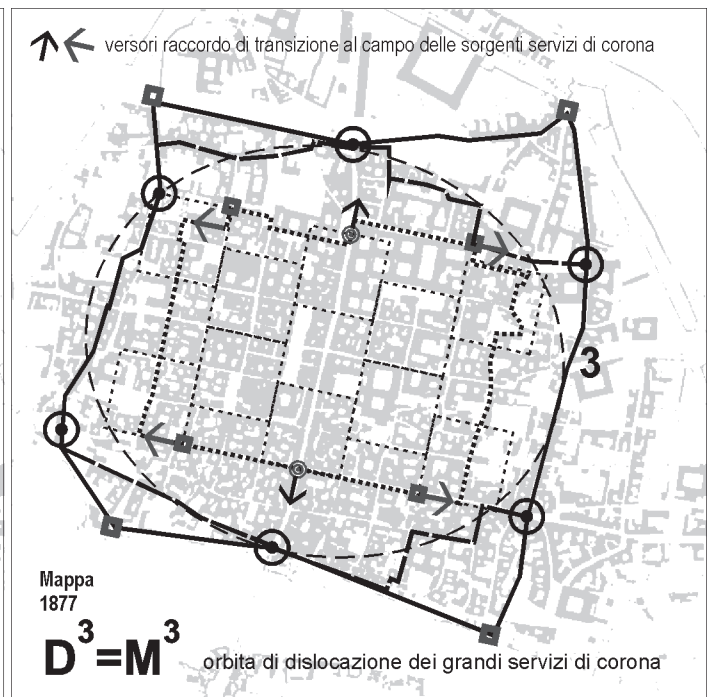 versori raccordo di transizione al campo delle sorgenti servizi di corona
3
Mappa
1877
D³=M³
orbita di dislocazione dei grandi servizi di corona